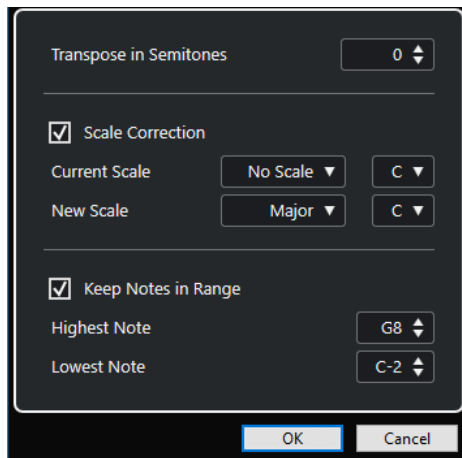 Transpose in Semitones 0
Scale Correction
Current Scale No Scale C
New Scale Major C
Keep Notes in Range
Highest Note G8
Lowest Note C-2
OK Cancel